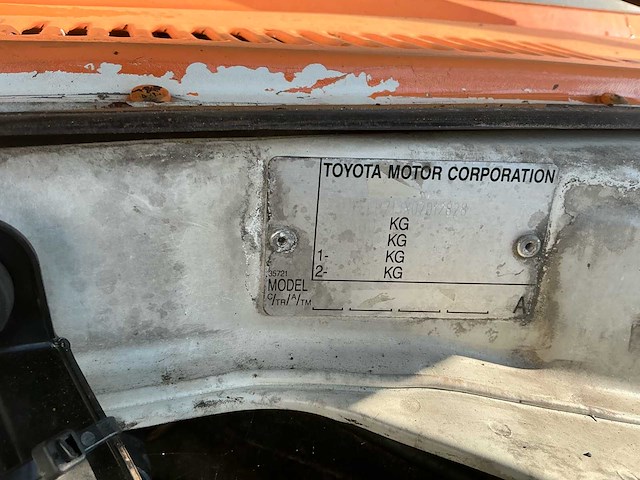 TOYOTA MOTOR CORPORATION
KG
KG
1- KG
2- KG
35721
MODEL
C/TR/A/TM
A